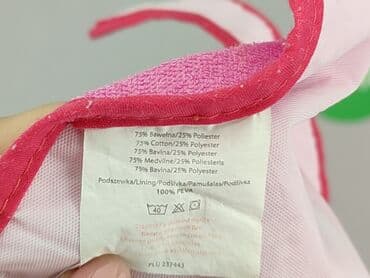 75% Bawełna/25% Poliester
75% Cotton/25% Polyester
75% Bavlna/25% Polyester
75% Medvilnė/25% Poliesteris
75% Bavlna/25% Polyester
Podszewka/Lining/Podšívka/Pamušalas/Podšívka
100% PEVA
40
PLU 237443